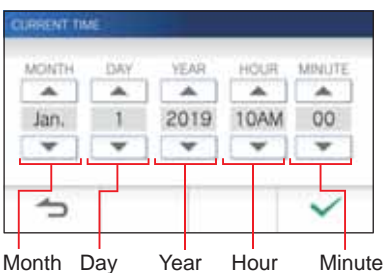 CURRENT TIME
MONTH DAY YEAR HOUR MINUTE
Jan. 1 2019 10AM 00
Month Day Year Hour Minute